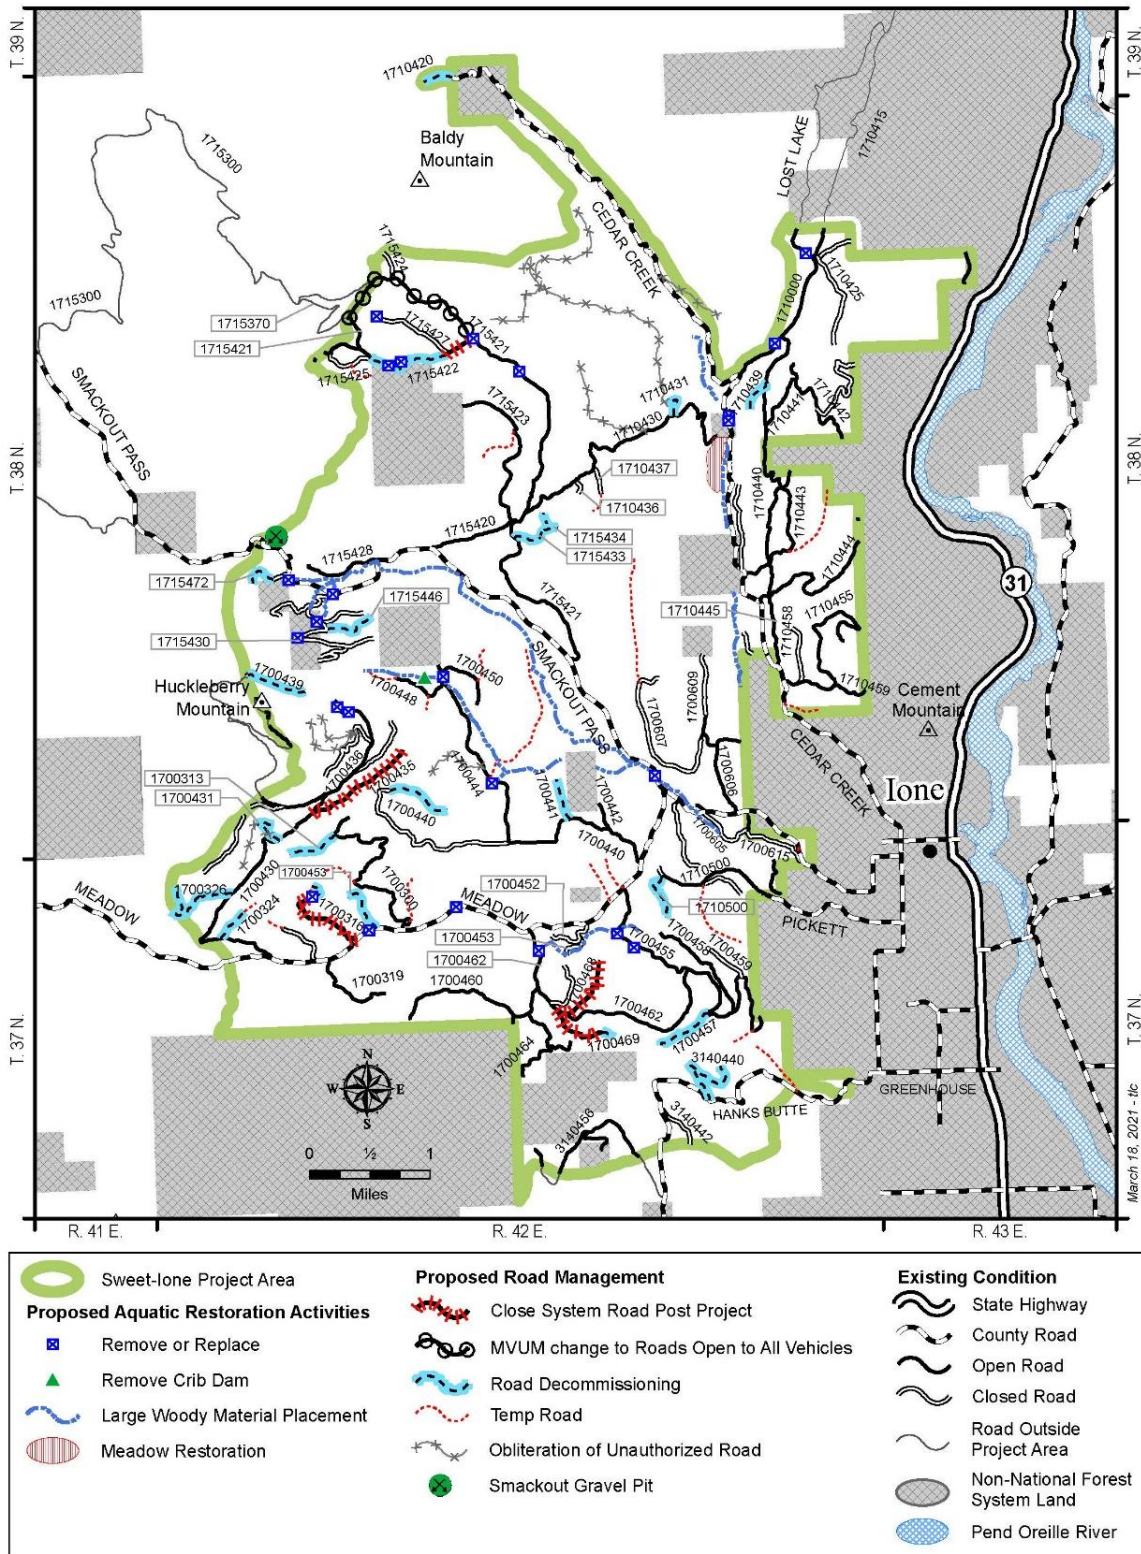 T. 39 N.
T. 39 N.
1710420
Baldy
Mountain
LOST LAKE
1710415
1715300
CEDAR CREEK
1715424
1710425
1710000
1715300
1715370
1715421
1715427
1715421
1715425
1715422
1710431
1710439
1710430
1710441
1710442
SMACKOUT PASS
1715423
T. 38 N.
T. 38 N.
1710437
1710436
1710440
1710443
1715420
1715434
1715433
1715428
1710444
31
1715472
1715446
1715421
1710445
1710458
1710455
1715430
SMACKOUT PASS
1700439
1700450
1700448
1700609
1710459
Huckleberry
Mountain
Cement
Mountain
1700607
CEDAR CREEK
1700436
1700435
1700606
1700313
1700431
1700444
1700441
1700442
Ione
1700440
1700440
1700605
1700615
1700430
1700453
1710500
1700326
MEADOW
1700324
1700316
1700300
MEADOW
1700452
1710500
PICKETT
1700453
1700462
1700455
1700458
1700459
1700319
1700460
1700468
1700462
T. 37 N.
T. 37 N.
1700464
1700469
1700457
3140440
N
W E
S
HANKS BUTTE
GREENHOUSE
3140456
3140442
0 ½ 1
Miles
March 18, 2021 - tlc
R. 41 E. R. 42 E. R. 43 E.
Sweet-Ione Project Area
Proposed Aquatic Restoration Activities
Remove or Replace
Remove Crib Dam
Large Woody Material Placement
Meadow Restoration
Proposed Road Management
Close System Road Post Project
MVUM change to Roads Open to All Vehicles
Road Decommissioning
Temp Road
Obliteration of Unauthorized Road
Smackout Gravel Pit
Existing Condition
State Highway
County Road
Open Road
Closed Road
Road Outside
Project Area
Non-National Forest
System Land
Pend Oreille River